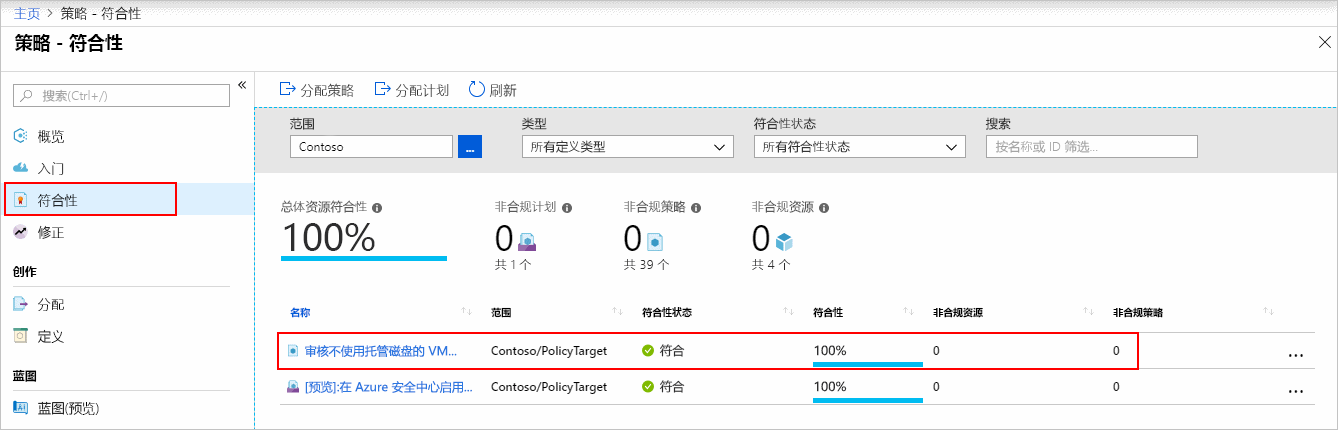 主页 > 策略 - 符合性
策略 - 符合性
搜索(Ctrl+/)
概览
入门
符合性
修正
创作
分配
定义
蓝图
蓝图(预览)
分配策略 分配计划 刷新
范围 类型 符合性状态 搜索
Contoso ... 所有定义类型 所有符合性状态 按名称或 ID 筛选...
总体资源符合性 非合规计划 非合规策略 非合规资源
100% 0 0 0
共 1 个 共 39 个 共 4 个
名称 范围 符合性状态 符合性 非合规资源 非合规策略
审核不使用托管磁盘的 VM... Contoso/PolicyTarget 符合 100% 0 0 ...
[预览]:在 Azure 安全中心启用... Contoso/PolicyTarget 符合 100% 0 0 ...